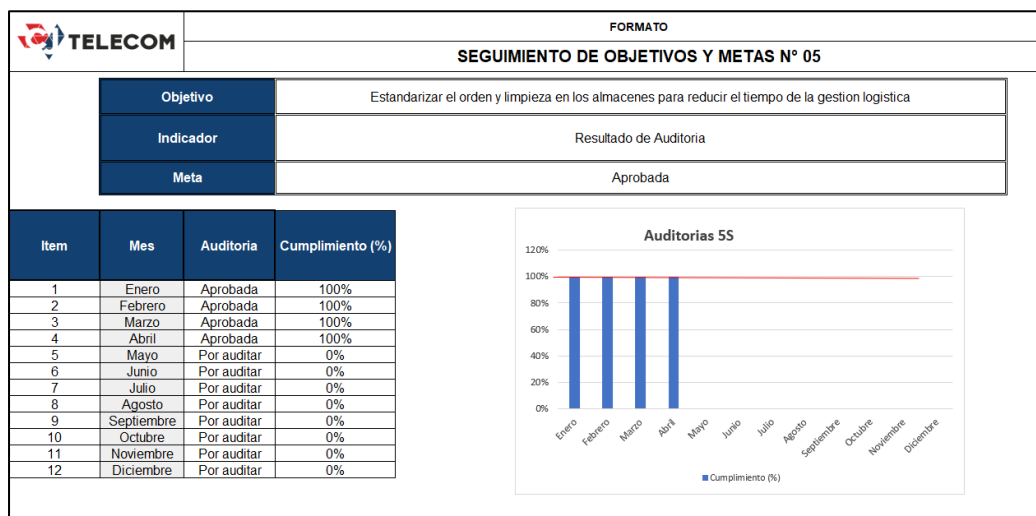 TELECOM
FORMATO
SEGUIMIENTO DE OBJETIVOS Y METAS N° 05
Objetivo Estandarizar el orden y limpieza en los almacenes para reducir el tiempo de la gestion logistica
Indicador Resultado de Auditoria
Meta Aprobada
Item Mes Auditoria Cumplimiento (%)
1 Enero Aprobada 100%
2 Febrero Aprobada 100%
3 Marzo Aprobada 100%
4 Abril Aprobada 100%
5 Mayo Por auditar 0%
6 Junio Por auditar 0%
7 Julio Por auditar 0%
8 Agosto Por auditar 0%
9 Septiembre Por auditar 0%
10 Octubre Por auditar 0%
11 Noviembre Por auditar 0%
12 Diciembre Por auditar 0%
Auditorias 5S
120%
100%
80%
60%
40%
20%
0%
Enero Febrero Marzo Abril Mayo Junio Julio Agosto Septiembre Octubre Noviembre Diciembre
Cumplimiento (%)